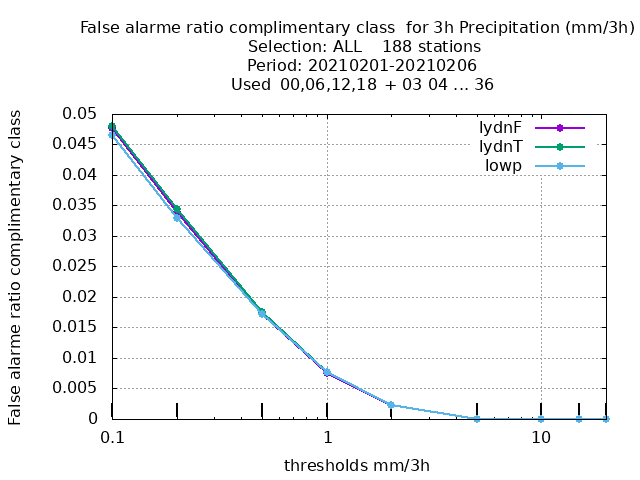 False alarme ratio complimentary class  for 3h Precipitation (mm/3h)
Selection: ALL    188 stations
Period: 20210201-20210206
Used  00,06,12,18  + 03 04 ... 36
False alarme ratio complimentary class
0.05
0.045
0.04
0.035
0.03
0.025
0.02
0.015
0.01
0.005
0
lydnF
lydnT
lowp
0.1 1 10
thresholds mm/3h